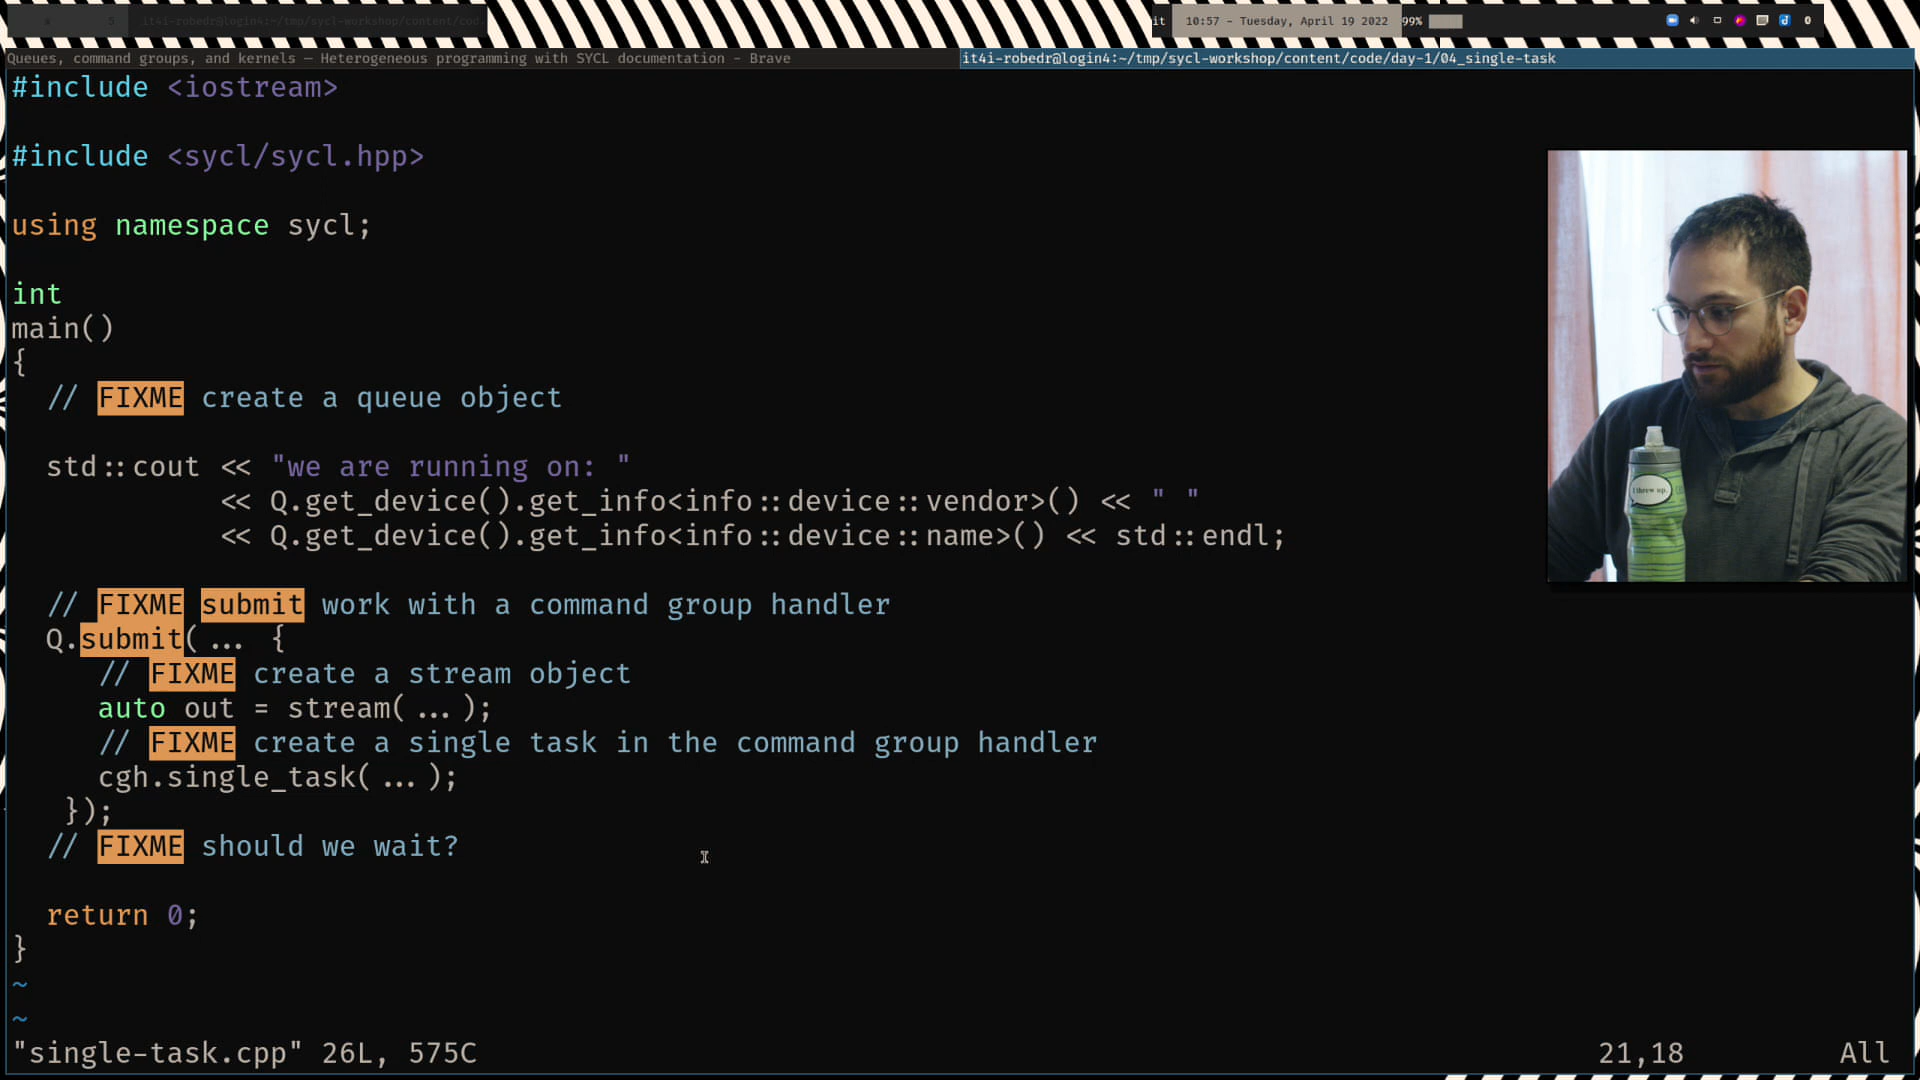 it 10:57 - Tuesday, April 19 2022 99%
Queues, command groups, and kernels — Heterogeneous programming with SYCL documentation - Brave
it4i-robedr@login4:~/tmp/sycl-workshop/content/code/day-1/04_single-task
#include <iostream>
#include <sycl/sycl.hpp>
using namespace sycl;
int
main()
{
// FIXME create a queue object
std::cout << "we are running on: "
<< Q.get_device().get_info<info::device::vendor>() << " "
<< Q.get_device().get_info<info::device::name>() << std::endl;
// FIXME submit work with a command group handler
Q.submit( ... {
// FIXME create a stream object
auto out = stream( ... );
// FIXME create a single task in the command group handler
cgh.single_task( ... );
});
// FIXME should we wait?
return 0;
}
~
~
"single-task.cpp" 26L, 575C 21,18 All
I threw up.